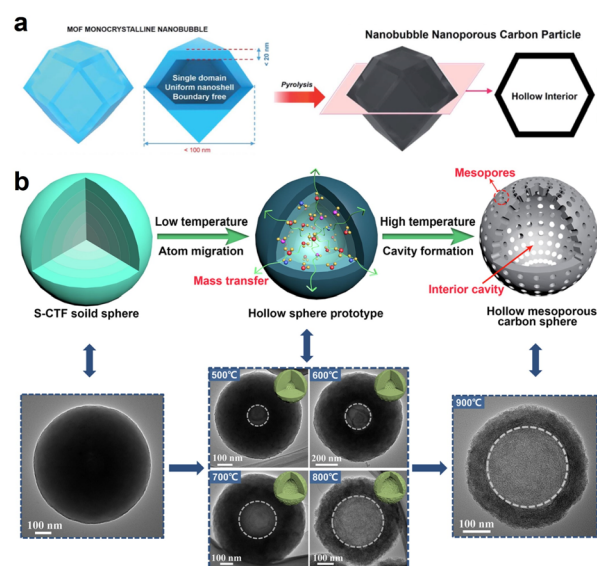 a
MOF MONOCRYSTALLINE NANOBUBBLE
< 20 nm
Single domain
Uniform nanoshell
Boundary free
< 100 nm
Pyrolysis
Nanobubble Nanoporous Carbon Particle
Hollow Interior
b
Low temperature
Atom migration
Mass transfer
High temperature
Cavity formation
Mesopores
Interior cavity
S-CTF soild sphere
Hollow sphere prototype
Hollow mesoporous
carbon sphere
100 nm
500℃
100 nm
600℃
200 nm
700℃
100 nm
800℃
100 nm
900℃
100 nm